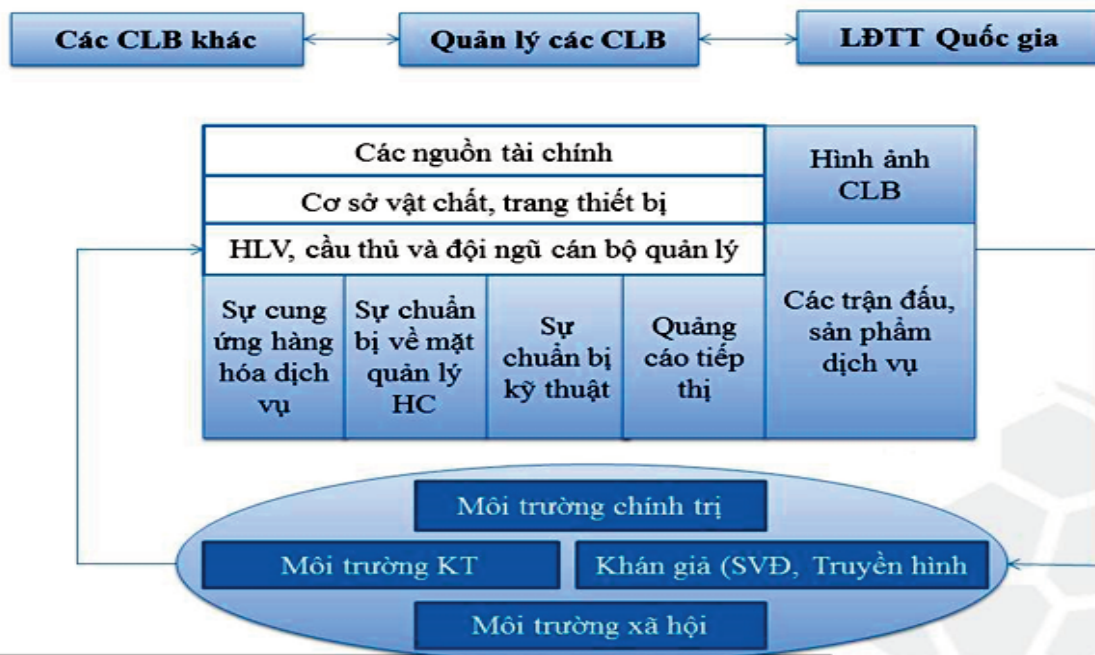 Các CLB khác
Quản lý các CLB
LĐTT Quốc gia
Các nguồn tài chính
Cơ sở vật chất, trang thiết bị
HLV, cầu thủ và đội ngũ cán bộ quản lý
Hình ảnh
CLB
Sự cung
ứng hàng
hóa dịch
vụ
Sự chuẩn
bị về mặt
quản lý
HC
Sự
chuẩn bị
kỹ thuật
Quảng
cáo tiếp
thị
Các trận đấu,
sản phẩm
dịch vụ
Môi trường chính trị
Môi trường KT
Khán giả (SVĐ, Truyền hình
Môi trường xã hội